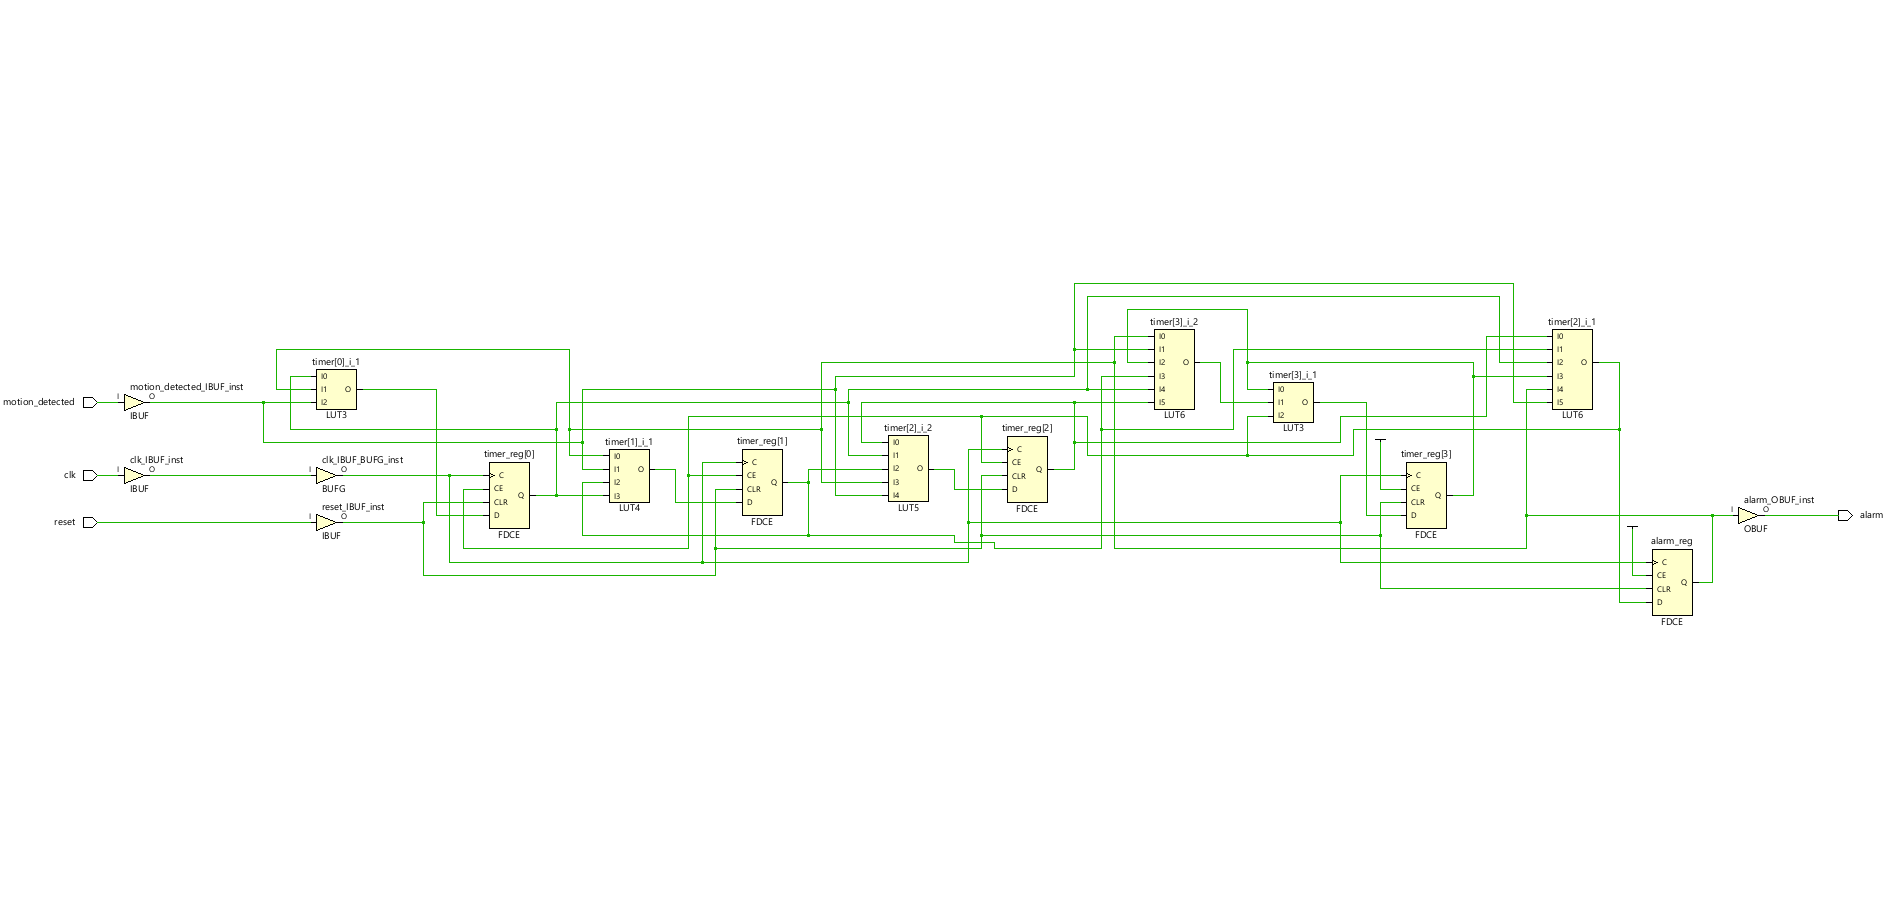 timer[3]_i_2
I0
I1
I2
I3
I4
I5
O
LUT6
timer[2]_i_1
I0
I1
I2
I3
I4
I5
O
LUT6
timer[0]_i_1
I0
I1
I2
O
LUT3
timer[3]_i_1
I0
I1
I2
O
LUT3
motion_detected
motion_detected_IBUF_inst
I
O
IBUF
timer[1]_i_1
I0
I1
I2
I3
O
LUT4
timer_reg[1]
C
CE
CLR
D
Q
FDCE
timer[2]_i_2
I0
I1
I2
I3
I4
O
LUT5
timer_reg[2]
C
CE
CLR
D
Q
FDCE
clk
clk_IBUF_inst
I
O
IBUF
clk_IBUF_BUFG_inst
I
O
BUFG
timer_reg[0]
C
CE
CLR
D
Q
FDCE
timer_reg[3]
C
CE
CLR
D
Q
FDCE
reset
reset_IBUF_inst
I
O
IBUF
alarm_OBUF_inst
I
O
OBUF
alarm
alarm_reg
C
CE
CLR
D
Q
FDCE